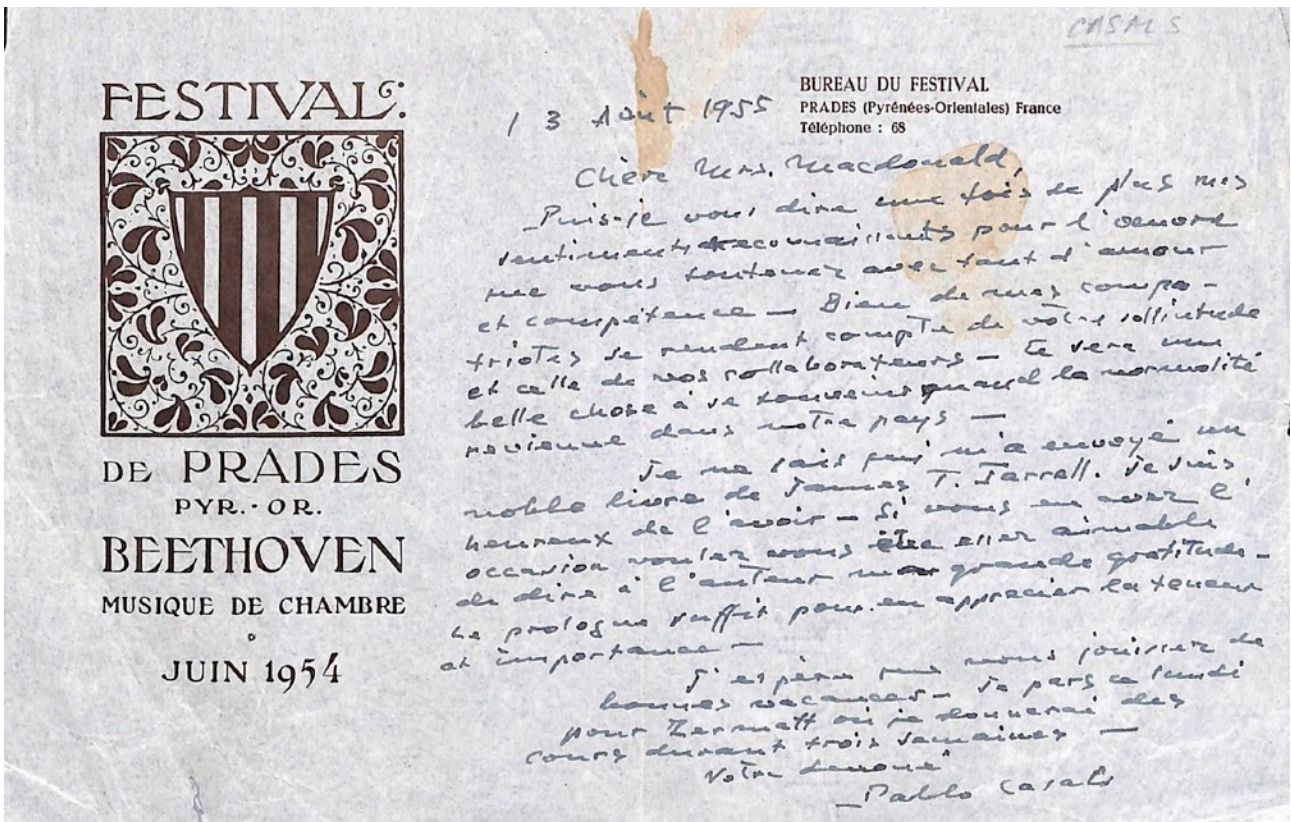 CASALS
FESTIVAL:
DE PRADES
PYR.-OR.
BEETHOVEN
MUSIQUE DE CHAMBRE
JUIN 1954
BUREAU DU FESTIVAL
PRADES (Pyrénées-Orientales) France
Téléphone : 68
13 Août 1955
Chère Mrs. Macdonald,
Puis-je vous dire une fois de plus mes
sentiments reconnaissants pour l'oeuvre
que vous soutenez avec tant d'amour
et compétence — Bien de mes compa-
triotes se rendent compte de votre sollicitude
et celle de vos collaborateurs — Ce sera une
belle chose à se souvenir quand la normalité
revienne dans notre pays —
Je ne sais qui m'a envoyé un
noble livre de James T. Farrell. Je suis
heureux de l'avoir — Si vous en avez l'
occasion voulez vous être assez aimable
de dire à l'auteur ma grande gratitude —
Le prologue suffit pour en apprecier la teneur
et importance —
J'espère que vous jouissez de
bonnes vacances — Je pars ce lundi
pour Zermatt où je donnerai des
cours durant trois semaines —
Votre devoué
Pablo Casals